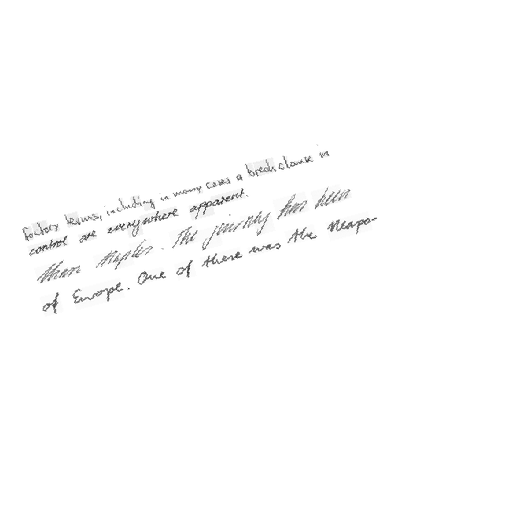 factory leases, including in many cases a break clause in
control are everywhere apparent.
than Naples. The journey has been
of Europe. One of these was the Neapo-